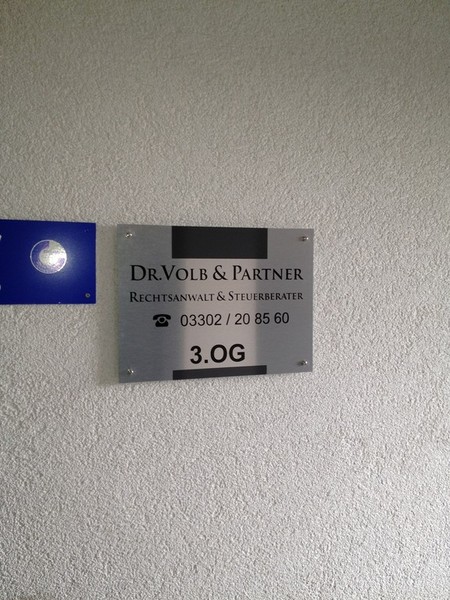 DR.VOLB & PARTNER
RECHTSANWALT & STEUERBERATER
☎ 03302 / 20 85 60
3.OG